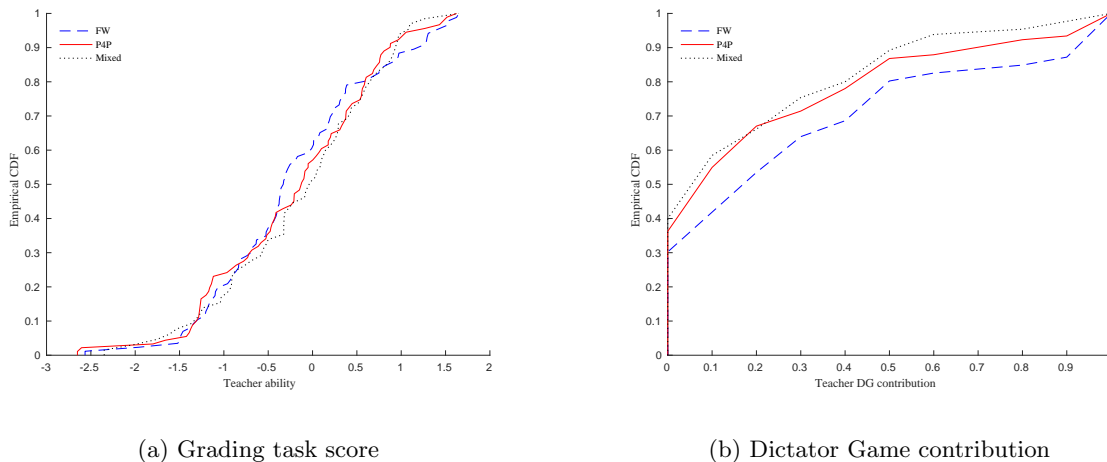 1
0.9
0.8
0.7
0.6
0.5
0.4
0.3
0.2
0.1
0
Empirical CDF
FW
P4P
Mixed
-3 -2.5 -2 -1.5 -1 -0.5 0 0.5 1 1.5 2
Teacher ability
(a) Grading task score
1
0.9
0.8
0.7
0.6
0.5
0.4
0.3
0.2
0.1
0
Empirical CDF
FW
P4P
Mixed
0 0.1 0.2 0.3 0.4 0.5 0.6 0.7 0.8 0.9
Teacher DG contribution
(b) Dictator Game contribution